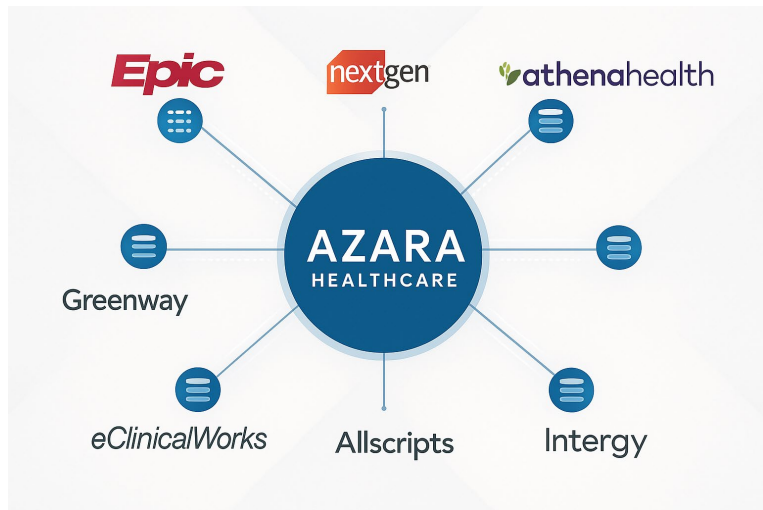 Epic
nextgen
athenahealth
AZARA
HEALTHCARE
Greenway
eClinicalWorks
Allscripts
Intergy